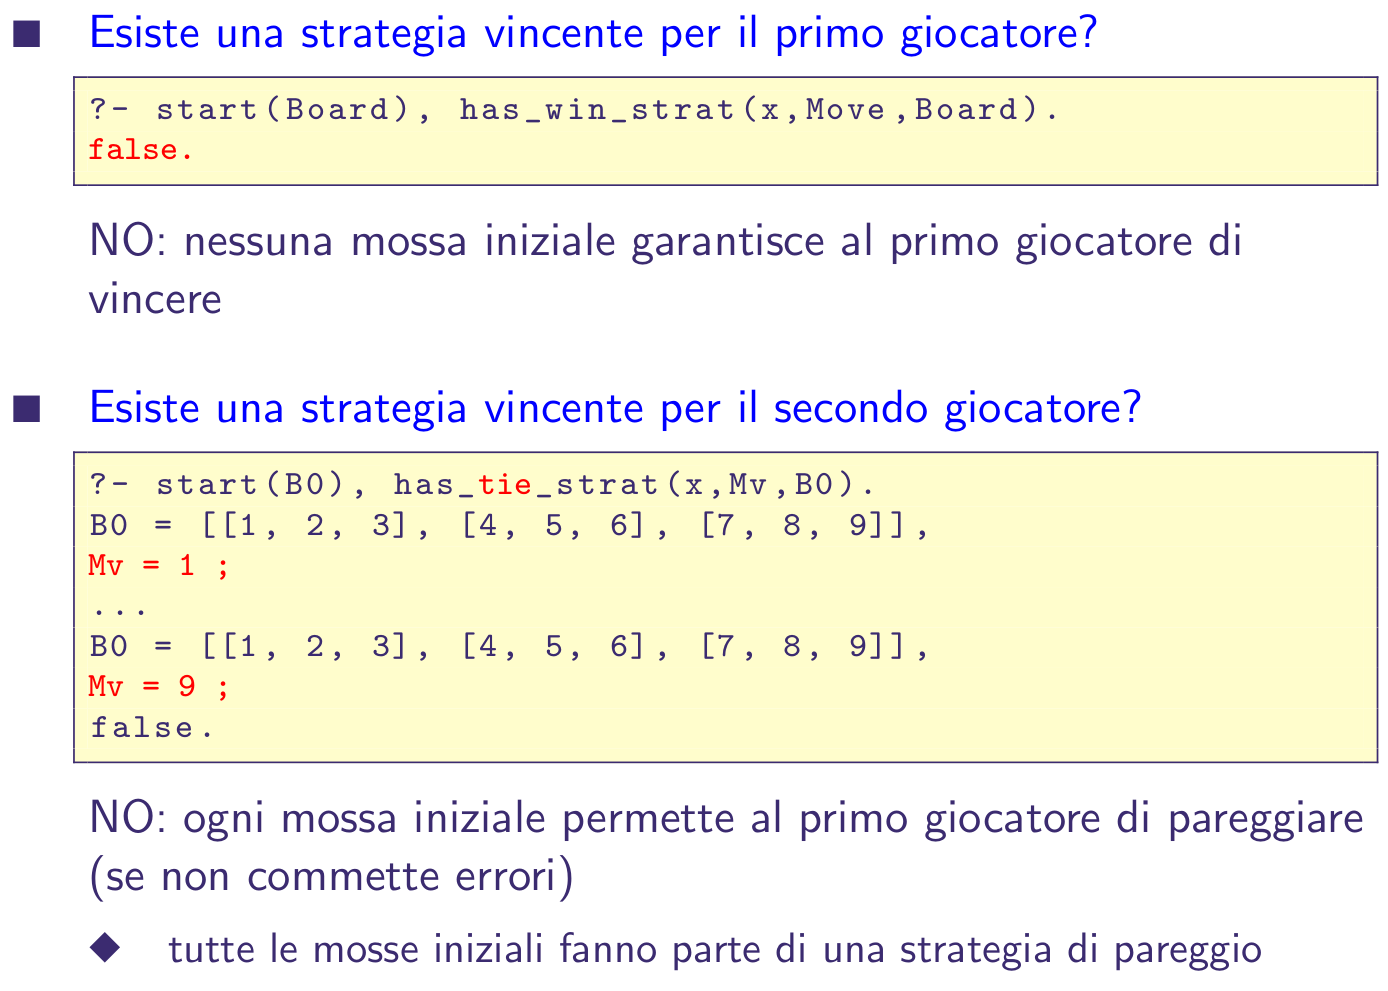 Esiste una strategia vincente per il primo giocatore?
?- start(Board), has_win_strat(x,Move,Board).
false.
NO: nessuna mossa iniziale garantisce al primo giocatore di
vincere
Esiste una strategia vincente per il secondo giocatore?
?- start(B0), has_tie_strat(x,Mv,B0).
B0 = [[1, 2, 3], [4, 5, 6], [7, 8, 9]],
Mv = 1 ;
...
B0 = [[1, 2, 3], [4, 5, 6], [7, 8, 9]],
Mv = 9 ;
false.
NO: ogni mossa iniziale permette al primo giocatore di pareggiare
(se non commette errori)
tutte le mosse iniziali fanno parte di una strategia di pareggio